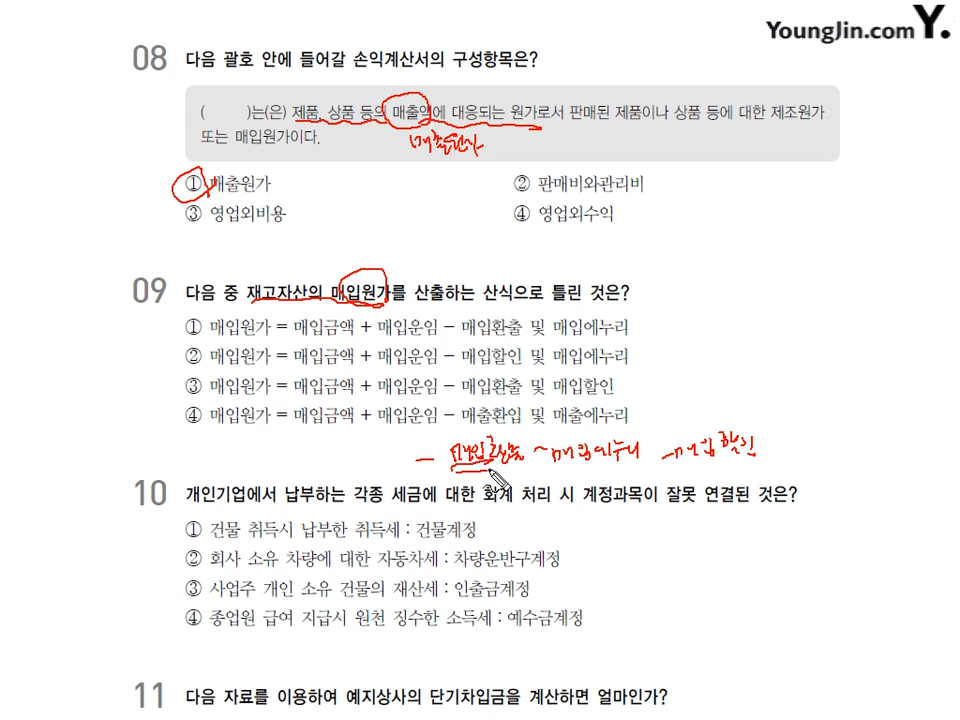 YoungJin.com Y.
08 다음 괄호 안에 들어갈 손익계산서의 구성항목은?
( )는(은) 제품, 상품 등의 매출액에 대응되는 원가로서 판매된 제품이나 상품 등에 대한 제조원가
또는 매입원가이다.
매출원가
① 매출원가 ② 판매비와관리비
③ 영업외비용 ④ 영업외수익
09 다음 중 재고자산의 매입원가를 산출하는 산식으로 틀린 것은?
① 매입원가 = 매입금액 + 매입운임 - 매입환출 및 매입에누리
② 매입원가 = 매입금액 + 매입운임 - 매입할인 및 매입에누리
③ 매입원가 = 매입금액 + 매입운임 - 매입환출 및 매입할인
④ 매입원가 = 매입금액 + 매입운임 - 매출환입 및 매출에누리
- 매입환출 - 매입에누리 - 매입할인
10 개인기업에서 납부하는 각종 세금에 대한 회계 처리 시 계정과목이 잘못 연결된 것은?
① 건물 취득시 납부한 취득세 : 건물계정
② 회사 소유 차량에 대한 자동차세 : 차량운반구계정
③ 사업주 개인 소유 건물의 재산세 : 인출금계정
④ 종업원 급여 지급시 원천 징수한 소득세 : 예수금계정
11 다음 자료를 이용하여 예지상사의 단기차입금을 계산하면 얼마인가?